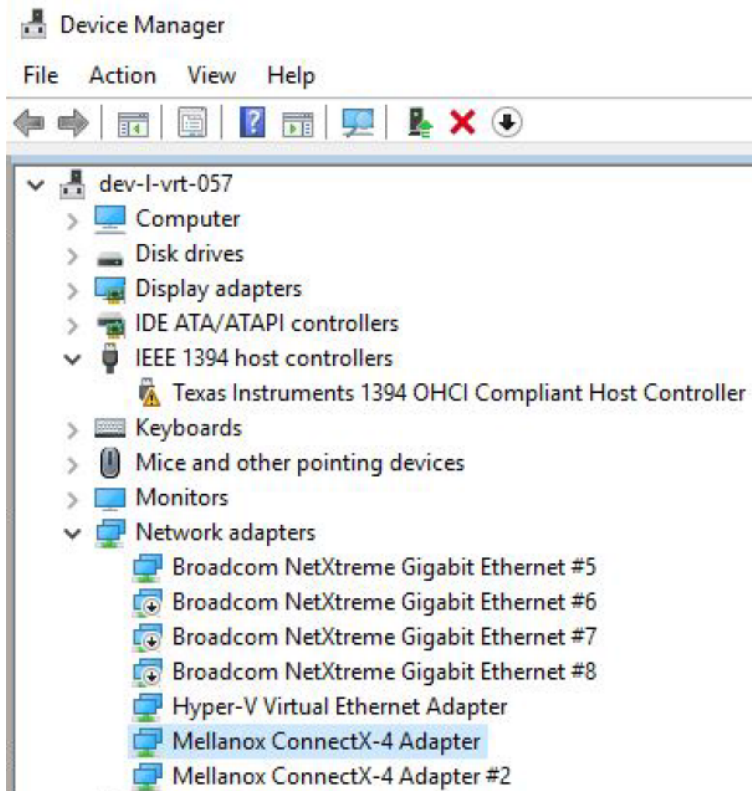 Device Manager
File Action View Help
dev-l-vrt-057
Computer
Disk drives
Display adapters
IDE ATA/ATAPI controllers
IEEE 1394 host controllers
Texas Instruments 1394 OHCI Compliant Host Controller
Keyboards
Mice and other pointing devices
Monitors
Network adapters
Broadcom NetXtreme Gigabit Ethernet #5
Broadcom NetXtreme Gigabit Ethernet #6
Broadcom NetXtreme Gigabit Ethernet #7
Broadcom NetXtreme Gigabit Ethernet #8
Hyper-V Virtual Ethernet Adapter
Mellanox ConnectX-4 Adapter
Mellanox ConnectX-4 Adapter #2